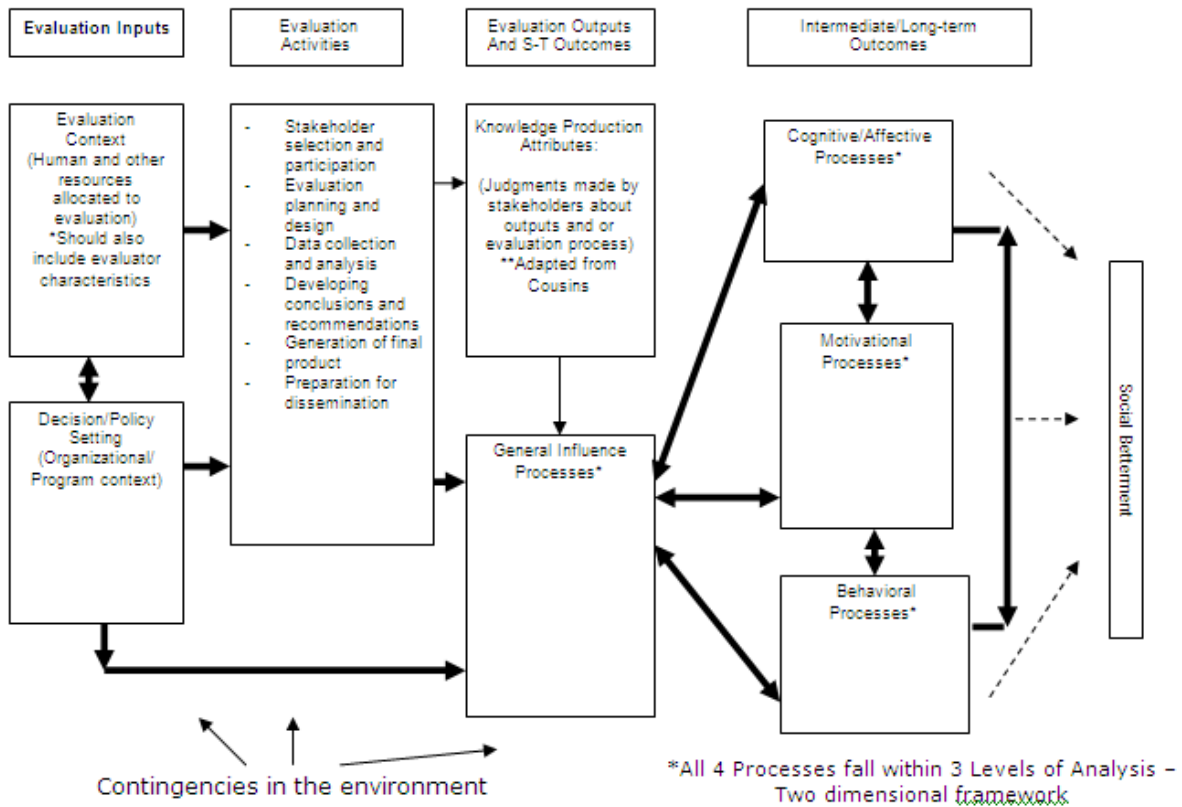 Evaluation Inputs
Evaluation
Activities
Evaluation Outputs
And S-T Outcomes
Intermediate/Long-term
Outcomes
Evaluation
Context
(Human and other
resources
allocated to
evaluation)
*Should also
include evaluator
characteristics
- Stakeholder
selection and
participation
- Evaluation
planning and
design
- Data collection
and analysis
- Developing
conclusions and
recommendations
- Generation of final
product
- Preparation for
dissemination
Knowledge Production
Attributes:
(Judgments made by
stakeholders about
outputs and or
evaluation process)
**Adapted from
Cousins
Cognitive/Affective
Processes*
Motivational
Processes*
Decision/Policy
Setting
(Organizational/
Program context)
General Influence
Processes*
Behavioral
Processes*
Social Betterment
Contingencies in the environment
*All 4 Processes fall within 3 Levels of Analysis –
Two dimensional framework